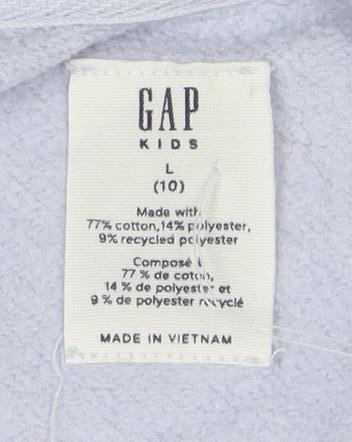 GAP
KIDS
L
(10)
Made with
77% cotton,14% polyester,
9% recycled polyester
Composé
77 % de coton,
14 % de polyester et
9 % de polyester recyclé
MADE IN VIETNAM